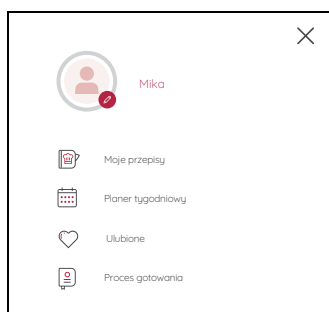 Mika
Moje przepisy
Planer tygodniowy
Ulubione
Proces gotowania